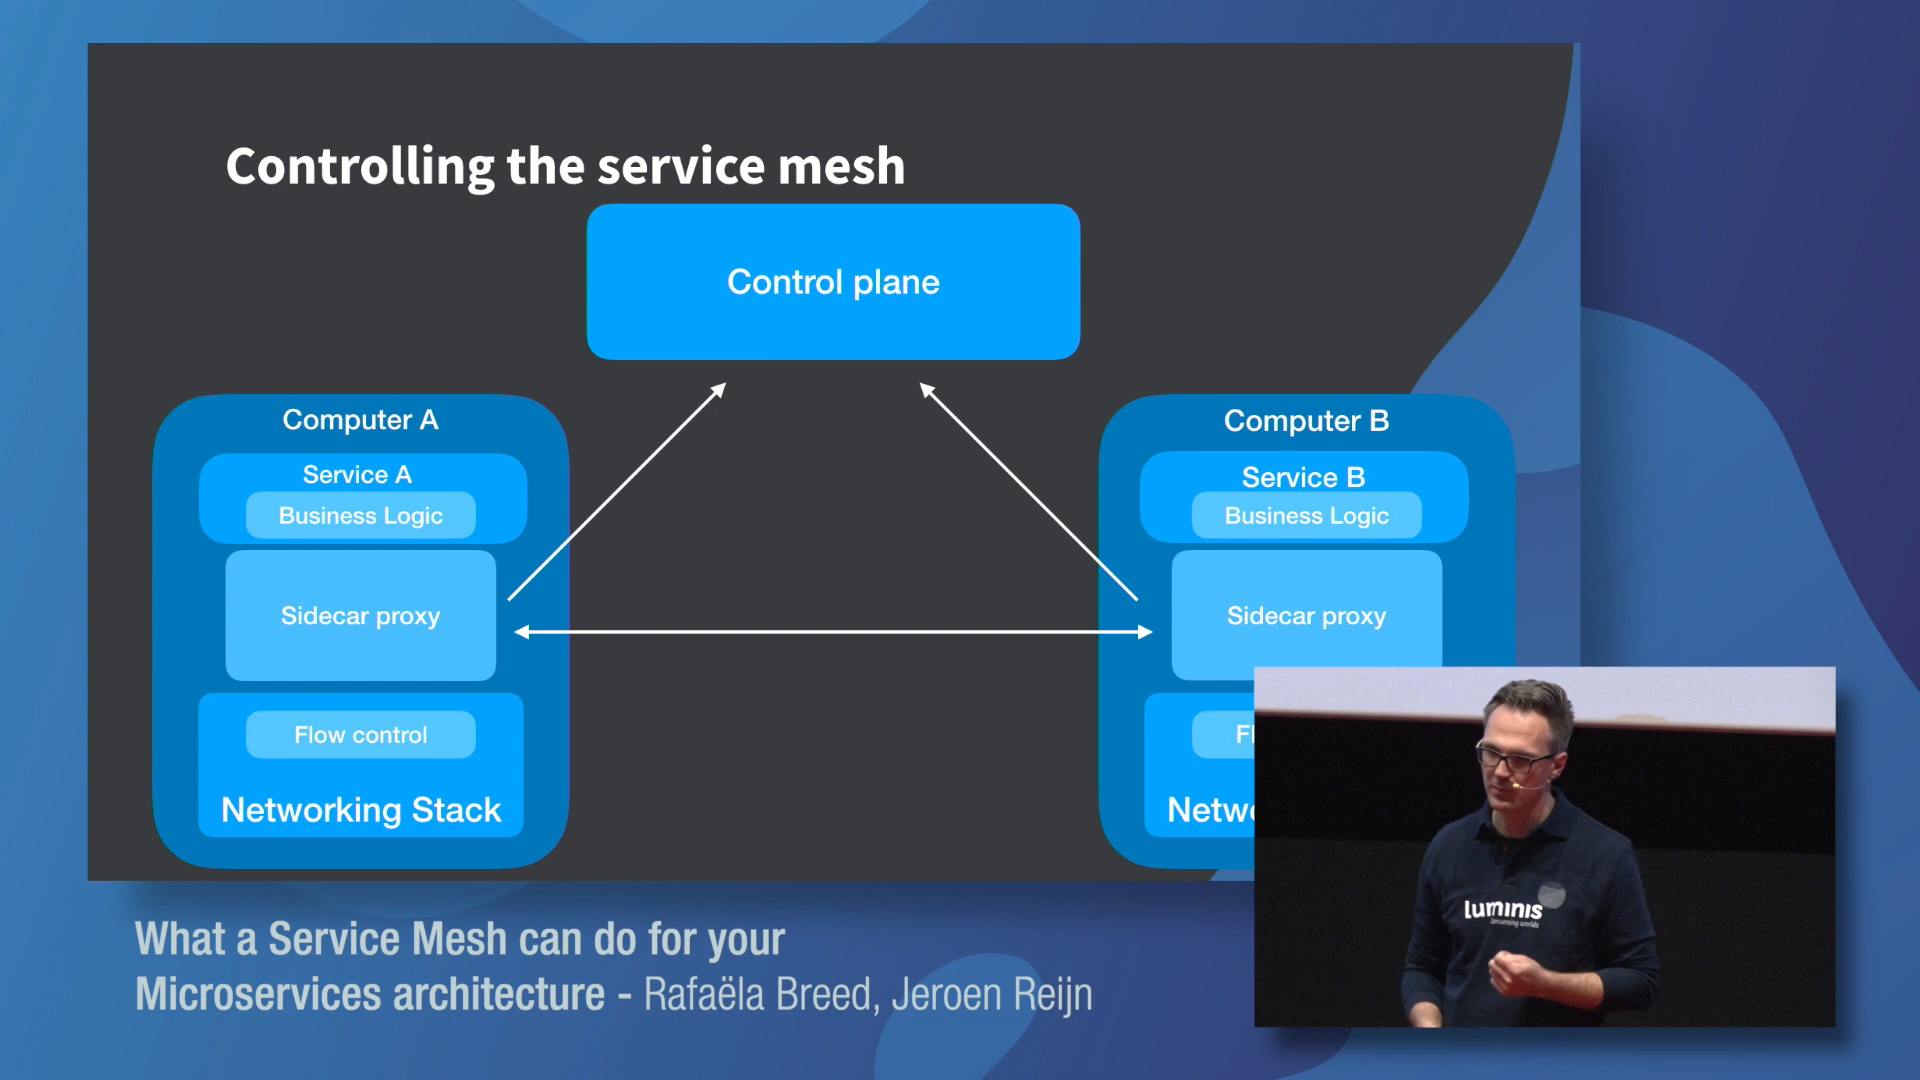 Controlling the service mesh
Control plane
Computer A
Service A
Business Logic
Sidecar proxy
Flow control
Networking Stack
Computer B
Service B
Business Logic
Sidecar proxy
luminis
What a Service Mesh can do for your
Microservices architecture - Rafaëla Breed, Jeroen Reijn